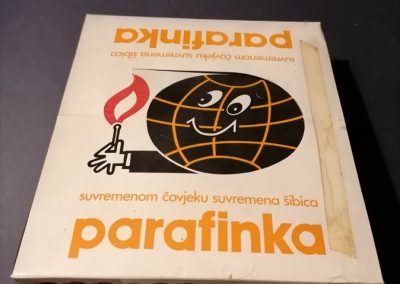 parafinka
suvremenom čovjeku suvremena šibica
suvremenom čovjeku suvremena šibica
parafinka